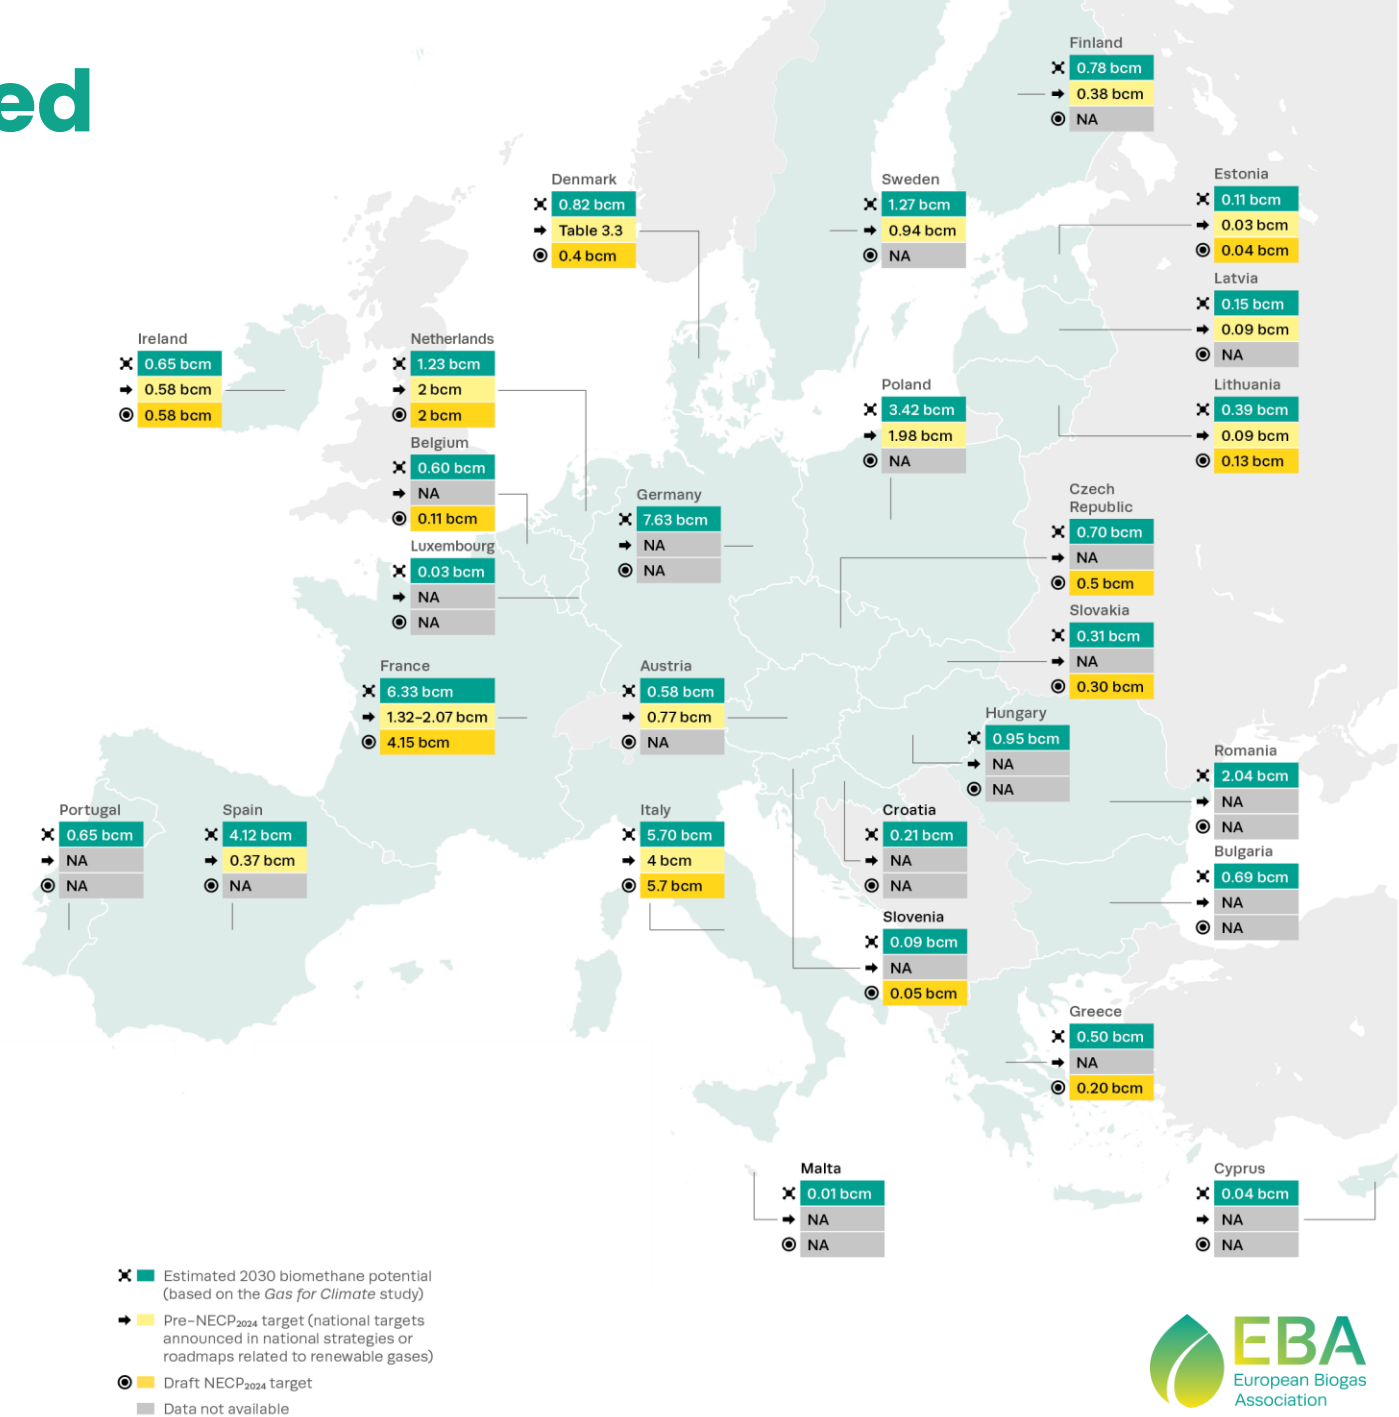 ed
Finland
0.78 bcm
0.38 bcm
NA
Denmark
0.82 bcm
Table 3.3
0.4 bcm
Sweden
1.27 bcm
0.94 bcm
NA
Estonia
0.11 bcm
0.03 bcm
0.04 bcm
Latvia
0.15 bcm
0.09 bcm
NA
Ireland
0.65 bcm
0.58 bcm
0.58 bcm
Netherlands
1.23 bcm
2 bcm
2 bcm
Poland
3.42 bcm
1.98 bcm
NA
Lithuania
0.39 bcm
0.09 bcm
0.13 bcm
Belgium
0.60 bcm
NA
0.11 bcm
Germany
7.63 bcm
NA
NA
Czech
Republic
0.70 bcm
NA
0.5 bcm
Luxembourg
0.03 bcm
NA
NA
Slovakia
0.31 bcm
NA
0.30 bcm
France
6.33 bcm
1.32–2.07 bcm
4.15 bcm
Austria
0.58 bcm
0.77 bcm
NA
Hungary
0.95 bcm
NA
NA
Romania
2.04 bcm
NA
NA
Portugal
0.65 bcm
NA
NA
Spain
4.12 bcm
0.37 bcm
NA
Italy
5.70 bcm
4 bcm
5.7 bcm
Croatia
0.21 bcm
NA
NA
Bulgaria
0.69 bcm
NA
NA
Slovenia
0.09 bcm
NA
0.05 bcm
Greece
0.50 bcm
NA
0.20 bcm
Malta
0.01 bcm
NA
NA
Cyprus
0.04 bcm
NA
NA
Estimated 2030 biomethane potential
(based on the Gas for Climate study)
Pre–NECP2024 target (national targets
announced in national strategies or
roadmaps related to renewable gases)
Draft NECP2024 target
Data not available
EBA
European Biogas
Association